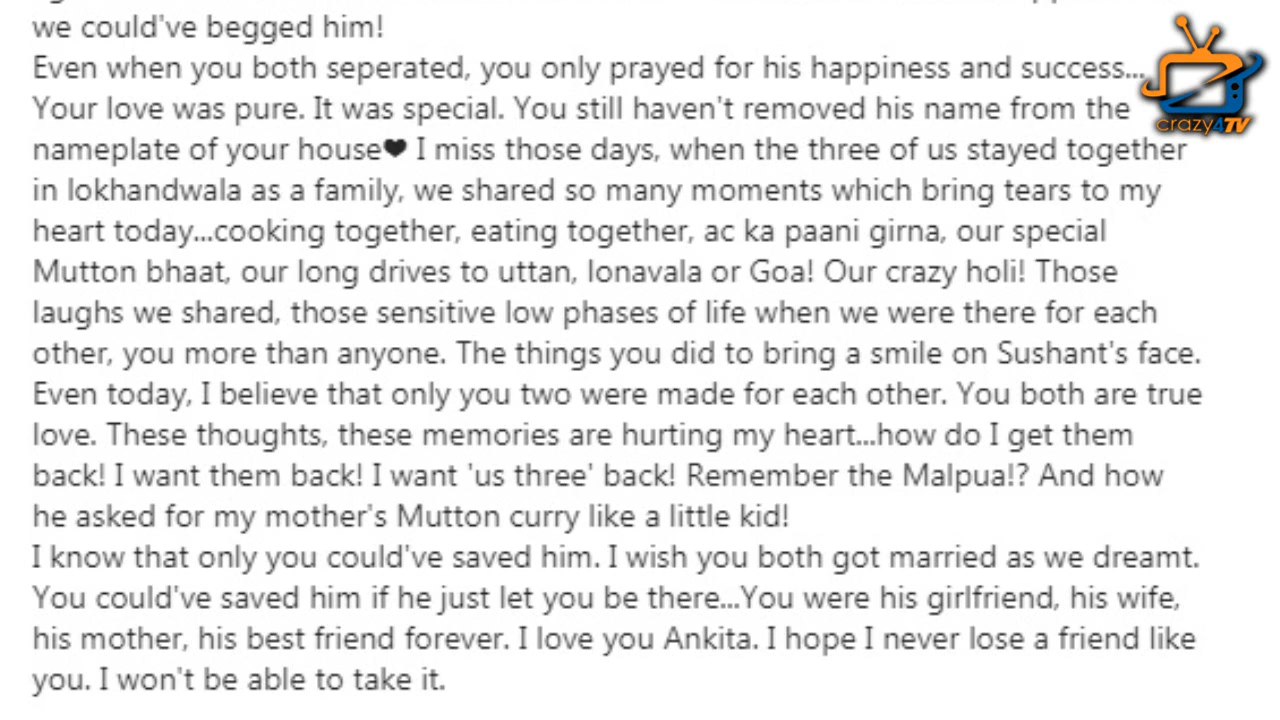 we could've begged him!
Even when you both seperated, you only prayed for his happiness and success...
Your love was pure. It was special. You still haven't removed his name from the
nameplate of your house❤ I miss those days, when the three of us stayed together
in lokhandwala as a family, we shared so many moments which bring tears to my
heart today...cooking together, eating together, ac ka paani girna, our special
Mutton bhaat, our long drives to uttan, lonavala or Goa! Our crazy holi! Those
laughs we shared, those sensitive low phases of life when we were there for each
other, you more than anyone. The things you did to bring a smile on Sushant's face.
Even today, I believe that only you two were made for each other. You both are true
love. These thoughts, these memories are hurting my heart...how do I get them
back! I want them back! I want 'us three' back! Remember the Malpua!? And how
he asked for my mother's Mutton curry like a little kid!
I know that only you could've saved him. I wish you both got married as we dreamt.
You could've saved him if he just let you be there...You were his girlfriend, his wife,
his mother, his best friend forever. I love you Ankita. I hope I never lose a friend like
you. I won't be able to take it.
crazy4TV